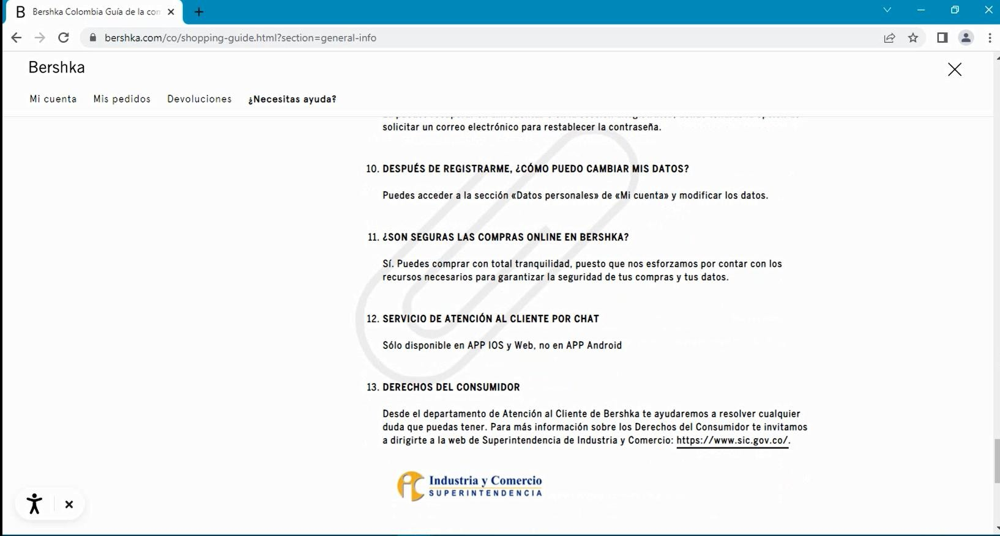 B Bershka Colombia Guía de la com
bershka.com/co/shopping-guide.html?section=general-info
Bershka
Mi cuenta Mis pedidos Devoluciones ¿Necesitas ayuda?
solicitar un correo electrónico para restablecer la contraseña.
10. DESPUÉS DE REGISTRARME, ¿CÓMO PUEDO CAMBIAR MIS DATOS?
Puedes acceder a la sección «Datos personales» de «Mi cuenta» y modificar los datos.
11. ¿SON SEGURAS LAS COMPRAS ONLINE EN BERSHKA?
Sí. Puedes comprar con total tranquilidad, puesto que nos esforzamos por contar con los
recursos necesarios para garantizar la seguridad de tus compras y tus datos.
12. SERVICIO DE ATENCIÓN AL CLIENTE POR CHAT
Sólo disponible en APP IOS y Web, no en APP Android
13. DERECHOS DEL CONSUMIDOR
Desde el departamento de Atención al Cliente de Bershka te ayudaremos a resolver cualquier
duda que puedas tener. Para más información sobre los Derechos del Consumidor te invitamos
a dirigirte a la web de Superintendencia de Industria y Comercio: https://www.sic.gov.co/.
Industria y Comercio
SUPERINTENDENCIA